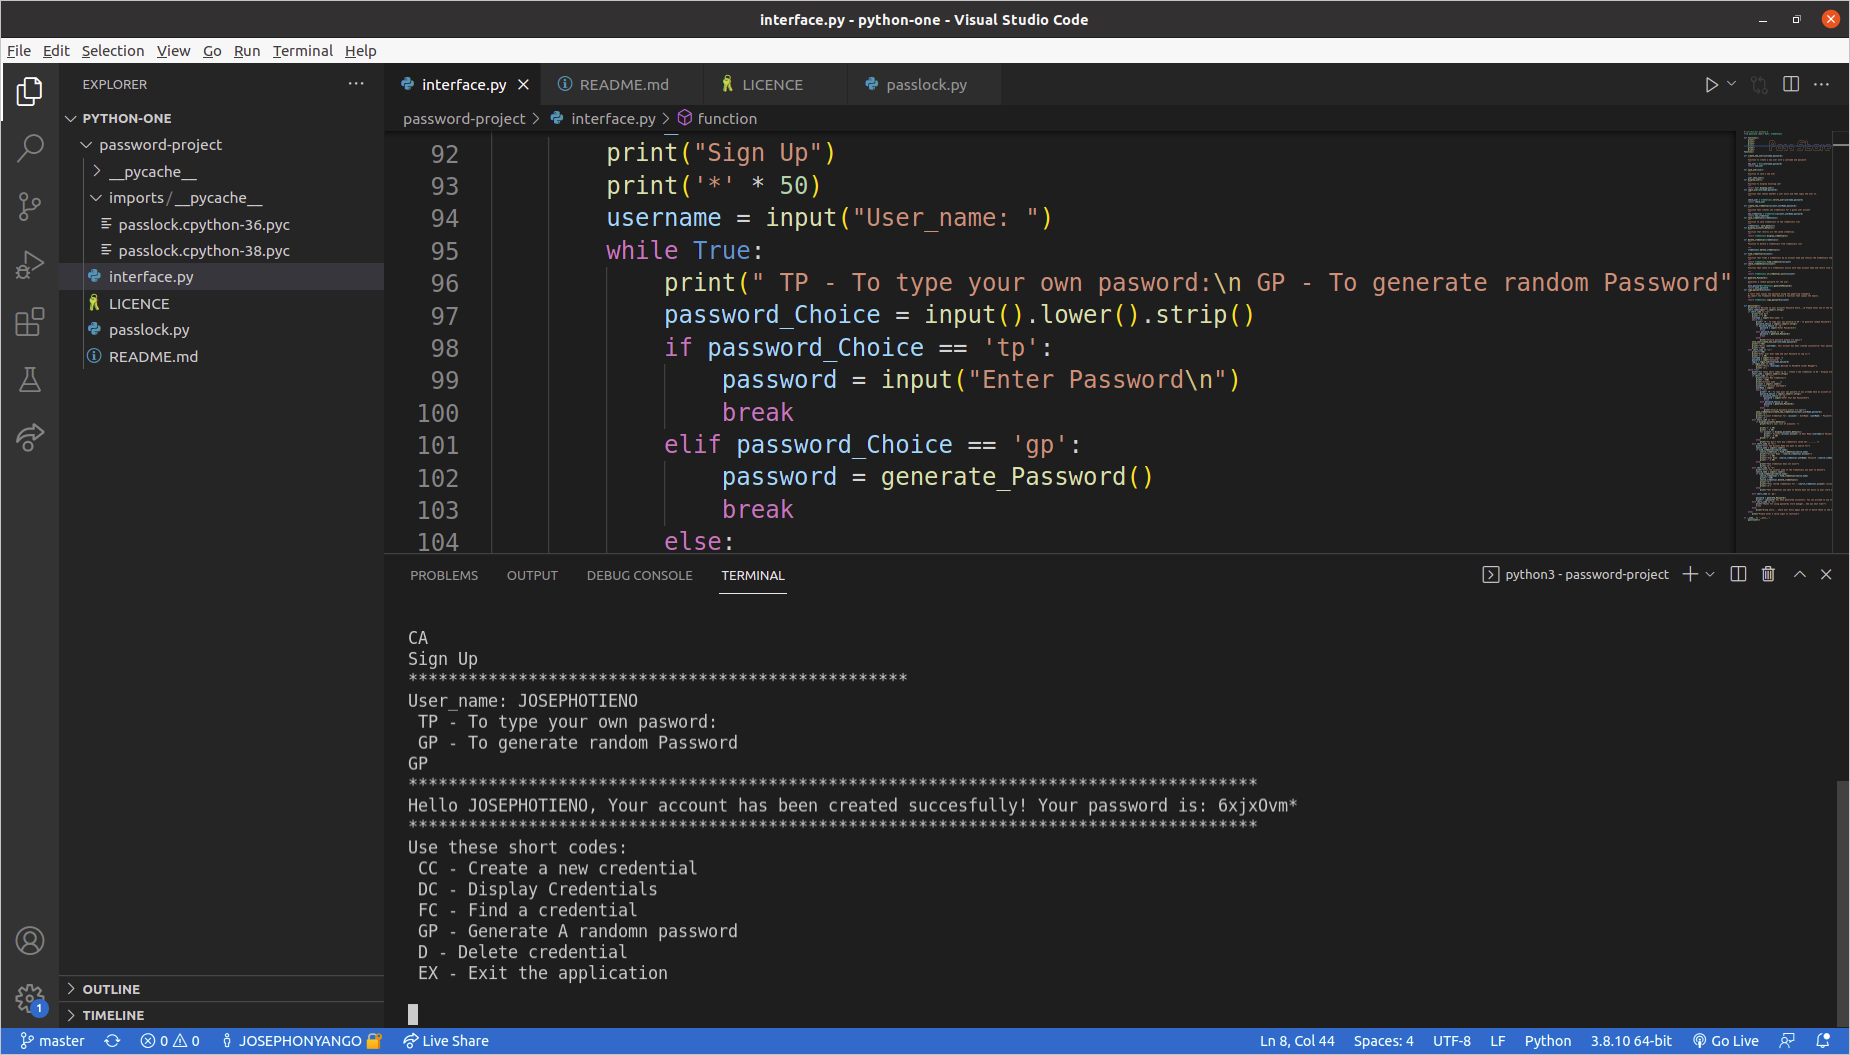 interface.py - python-one - Visual Studio Code
File Edit Selection View Go Run Terminal Help
EXPLORER
PYTHON-ONE
password-project
__pycache__
imports / __pycache__
passlock.cpython-36.pyc
passlock.cpython-38.pyc
interface.py
LICENCE
passlock.py
README.md
OUTLINE
TIMELINE
interface.py README.md LICENCE passlock.py
password-project > interface.py > function
92 print("Sign Up")
93 print('*' * 50)
94 username = input("User_name: ")
95 while True:
96 print(" TP - To type your own pasword:\n GP - To generate random Password"
97 password_Choice = input().lower().strip()
98 if password_Choice == 'tp':
99 password = input("Enter Password\n")
100 break
101 elif password_Choice == 'gp':
102 password = generate_Password()
103 break
104 else:
PROBLEMS OUTPUT DEBUG CONSOLE TERMINAL
python3 - password-project
CA
Sign Up
**************************************************
User_name: JOSEPHOTIENO
TP - To type your own pasword:
GP - To generate random Password
GP
*************************************************************************************
Hello JOSEPHOTIENO, Your account has been created succesfully! Your password is: 6xjxOvm*
*************************************************************************************
Use these short codes:
CC - Create a new credential
DC - Display Credentials
FC - Find a credential
GP - Generate A randomn password
D - Delete credential
EX - Exit the application
1
master 0 0 JOSEPHONYANGO Live Share Ln 8, Col 44 Spaces: 4 UTF-8 LF Python 3.8.10 64-bit Go Live